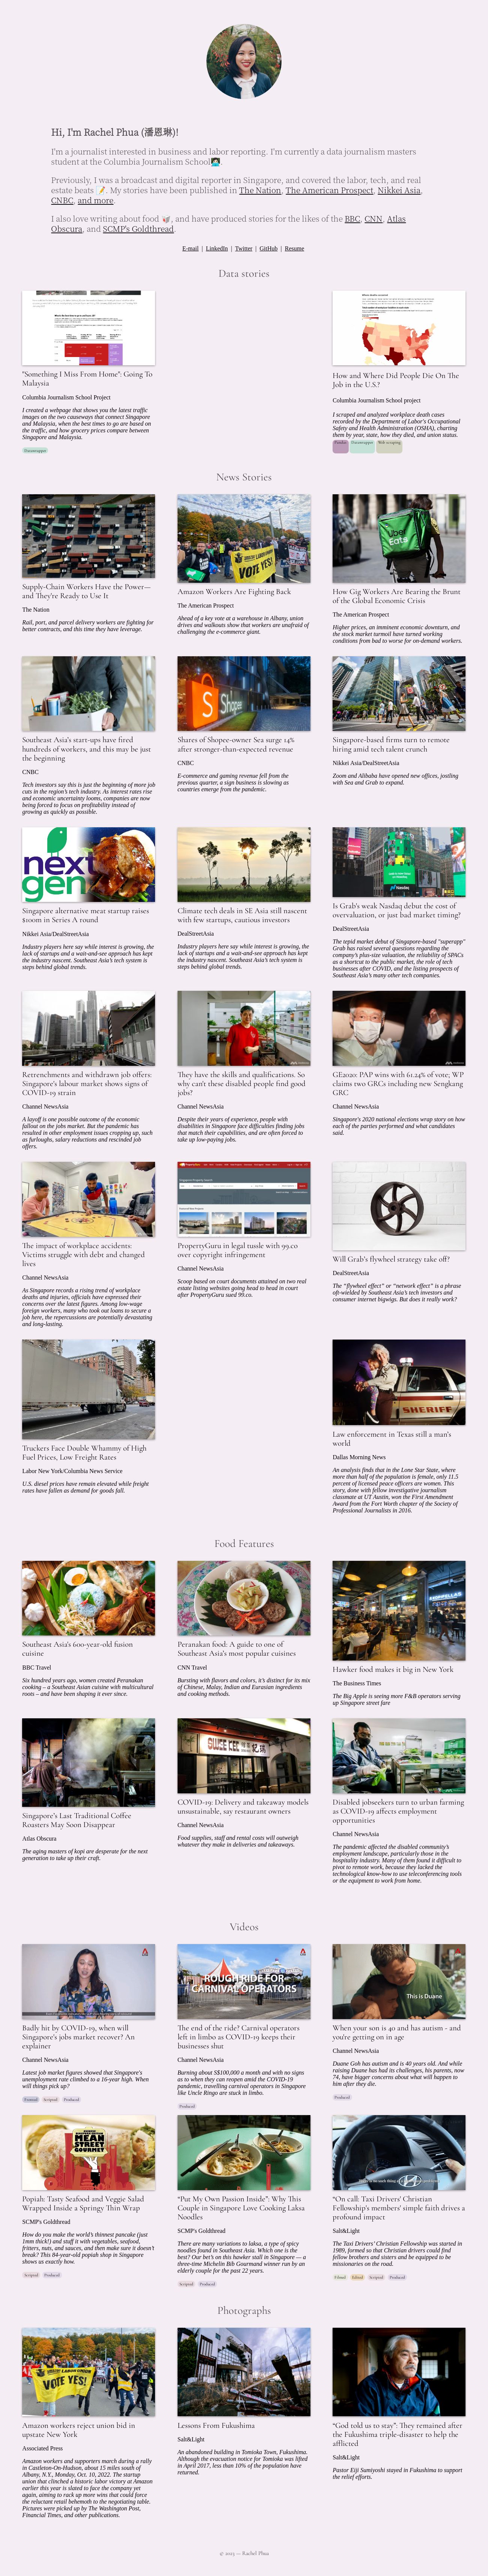 Hi, I'm Rachel Phua (潘恩琳)!
I'm a journalist interested in business and labor reporting. I'm currently a data journalism masters
student at the Columbia Journalism School👩🏻‍💻
Previously, I was a broadcast and digital reporter in Singapore, and covered the labor, tech, and real
estate beats 📝. My stories have been published in The Nation, The American Prospect, Nikkei Asia,
CNBC, and more.
I also love writing about food 🥡, and have produced stories for the likes of the BBC, CNN, Atlas
Obscura, and SCMP's Goldthread.
E-mail | LinkedIn | Twitter | GitHub | Resume
Data stories
"Something I Miss From Home": Going To
Malaysia
Columbia Journalism School Project
I created a webpage that shows you the latest traffic
images on the two causeways that connect Singapore
and Malaysia, when the best times to go are based on
the traffic, and how grocery prices compare between
Singapore and Malaysia.
Datawrapper
How and Where Did People Die On The
Job in the U.S.?
Columbia Journalism School project
I scraped and analyzed workplace death cases
recorded by the Department of Labor's Occupational
Safety and Health Administration (OSHA), charting
them by year, state, how they died, and union status.
Pandas Datawrapper Web scraping
News Stories
Supply-Chain Workers Have the Power—
and They're Ready to Use It
The Nation
Rail, port, and parcel delivery workers are fighting for
better contracts, and this time they have leverage.
VOTE YES!
Amazon Workers Are Fighting Back
The American Prospect
Ahead of a key vote at a warehouse in Albany, union
drives and walkouts show that workers are unafraid of
challenging the e-commerce giant.
Uber
Eats
How Gig Workers Are Bearing the Brunt
of the Global Economic Crisis
The American Prospect
Higher prices, an imminent economic downturn, and
the stock market turmoil have turned working
conditions from bad to worse for on-demand workers.
Southeast Asia's start-ups have fired
hundreds of workers, and this may be just
the beginning
CNBC
Tech investors say this is just the beginning of more job
cuts in the region's tech industry. As interest rates rise
and economic uncertainty looms, companies are now
being forced to focus on profitability instead of
growing as quickly as possible.
Shares of Shopee-owner Sea surge 14%
after stronger-than-expected revenue
CNBC
E-commerce and gaming revenue fell from the
previous quarter, a sign business is slowing as
countries emerge from the pandemic.
Singapore-based firms turn to remote
hiring amid tech talent crunch
Nikkei Asia/DealStreetAsia
Zoom and Alibaba have opened new offices, jostling
with Sea and Grab to expand.
next
gen
Singapore alternative meat startup raises
$100m in Series A round
Nikkei Asia/DealStreetAsia
Industry players here say while interest is growing, the
lack of startups and a wait-and-see approach has kept
the industry nascent. Southeast Asia's tech system is
steps behind global trends.
Climate tech deals in SE Asia still nascent
with few startups, cautious investors
DealStreetAsia
Industry players here say while interest is growing, the
lack of startups and a wait-and-see approach has kept
the industry nascent. Southeast Asia's tech system is
steps behind global trends.
Is Grab's weak Nasdaq debut the cost of
overvaluation, or just bad market timing?
DealStreetAsia
The tepid market debut of Singapore-based "superapp"
Grab has raised several questions regarding the
company's plus-size valuation, the reliability of SPACs
as a shortcut to the public market, the role of tech
businesses after COVID, and the listing prospects of
Southeast Asia's many other tech companies.
Retrenchments and withdrawn job offers:
Singapore's labour market shows signs of
COVID-19 strain
Channel NewsAsia
A layoff is one possible outcome of the economic
fallout on the jobs market. But the pandemic has
resulted in other employment issues cropping up, such
as furloughs, salary reductions and rescinded job
offers.
They have the skills and qualifications. So
why can't these disabled people find good
jobs?
Channel NewsAsia
Despite their years of experience, people with
disabilities in Singapore face difficulties finding jobs
that match their capabilities, and are often forced to
take up low-paying jobs.
GE2020: PAP wins with 61.24% of vote; WP
claims two GRCs including new Sengkang
GRC
Channel NewsAsia
Singapore's 2020 national elections wrap story on how
each of the parties performed and what candidates
said.
The impact of workplace accidents:
Victims struggle with debt and changed
lives
Channel NewsAsia
As Singapore records a rising trend of workplace
deaths and injuries, officials have expressed their
concerns over the latest figures. Among low-wage
foreign workers, many who took out loans to secure a
job here, the repercussions are potentially devastating
and long-lasting.
PropertyGuru in legal tussle with 99.co
over copyright infringement
Channel NewsAsia
Scoop based on court documents attained on two real
estate listing websites going head to head in court
after PropertyGuru sued 99.co.
Will Grab's flywheel strategy take off?
DealStreetAsia
The "flywheel effect" or "network effect" is a phrase
oft-wielded by Southeast Asia's tech investors and
consumer internet bigwigs. But does it really work?
Truckers Face Double Whammy of High
Fuel Prices, Low Freight Rates
Labor New York/Columbia News Service
U.S. diesel prices have remain elevated while freight
rates have fallen as demand for goods fall.
SHERIFF
Law enforcement in Texas still a man's
world
Dallas Morning News
An analysis finds that in the Lone Star State, where
more than half of the population is female, only 11.5
percent of licensed peace officers are women. This
story, done with fellow investigative journalism
classmate at UT Austin, won the First Amendment
Award from the Fort Worth chapter of the Society of
Professional Journalists in 2016.
Food Features
Southeast Asia's 600-year-old fusion
cuisine
BBC Travel
Six hundred years ago, women created Peranakan
cooking – a Southeast Asian cuisine with multicultural
roots – and have been shaping it ever since.
Peranakan food: A guide to one of
Southeast Asia's most popular cuisines
CNN Travel
Bursting with flavors and colors, it's distinct for its mix
of Chinese, Malay, Indian and Eurasian ingredients
and cooking methods.
Hawker food makes it big in New York
The Business Times
The Big Apple is seeing more F&B operators serving
up Singapore street fare
Singapore's Last Traditional Coffee
Roasters May Soon Disappear
Atlas Obscura
The aging masters of kopi are desperate for the next
generation to take up their craft.
GUIXE KEE
COVID-19: Delivery and takeaway models
unsustainable, say restaurant owners
Channel NewsAsia
Food supplies, staff and rental costs will outweigh
whatever they make in deliveries and takeaways.
Disabled jobseekers turn to urban farming
as COVID-19 affects employment
opportunities
Channel NewsAsia
The pandemic affected the disabled community's
employment landscape, particularly those in the
hospitality industry. Many of them found it difficult to
pivot to remote work, because they lacked the
technological know-how to use teleconferencing tools
or the equipment to work from home.
Videos
Badly hit by COVID-19, when will
Singapore's jobs market recover? An
explainer
Channel NewsAsia
Latest job market figures showed that Singapore's
unemployment rate climbed to a 16-year high. When
will things pick up?
Scripted Produced
ROUGH RIDE FOR
CARNIVAL OPERATORS
The end of the ride? Carnival operators
left in limbo as COVID-19 keeps their
businesses shut
Channel NewsAsia
Burning about S$100,000 a month and with no signs
as to when they can reopen amid the COVID-19
pandemic, travelling carnival operators in Singapore
like Uncle Ringo are stuck in limbo.
Produced
This is Duane
When your son is 40 and has autism - and
you're getting on in age
Channel NewsAsia
Duane Goh has autism and is 40 years old. And while
raising Duane has had its challenges, his parents, now
74, have bigger concerns about what will happen to
him after they die.
Produced
MEAN
STREET
GOURMET
Popiah: Tasty Seafood and Veggie Salad
Wrapped Inside a Springy Thin Wrap
SCMP's Goldthread
How do you make the world's thinnest pancake (just
1mm thick!) and stuff it with vegetables, seafood,
fritters, nuts, and sauces, and then make sure it doesn't
break? This 84-year-old popiah shop in Singapore
shows us exactly how.
Scripted Produced
"Put My Own Passion Inside": Why This
Couple in Singapore Love Cooking Laksa
Noodles
SCMP's Goldthread
There are many variations to laksa, a type of spicy
noodles found in Southeast Asia. Which one is the
best? Our bet's on this hawker stall in Singapore — a
three-time Michelin Bib Gourmand winner run by an
elderly couple for the past 22 years.
Scripted Produced
"On call: Taxi Drivers' Christian
Fellowship's members' simple faith drives a
profound impact
Salt&Light
The Taxi Drivers' Christian Fellowship was started in
1989, formed so that Christian drivers could find
fellow brothers and sisters and be equipped to be
missionaries on the road.
Filmed Edited Scripted Produced
Photographs
VOTE YES!
Amazon workers reject union bid in
upstate New York
Associated Press
Amazon workers and supporters march during a rally
in Castleton-On-Hudson, about 15 miles south of
Albany, N.Y., Monday, Oct. 10, 2022. The startup
union that clinched a historic labor victory at Amazon
earlier this year is slated to face the company yet
again, aiming to rack up more wins that could force
the reluctant retail behemoth to the negotiating table.
Pictures were picked up by The Washington Post,
Financial Times, and other publications.
Lessons From Fukushima
Salt&Light
An abandoned building in Tomioka Town, Fukushima.
Although the evacuation notice for Tomioka was lifted
in April 2017, less than 10% of the population have
returned.
"God told us to stay": They remained after
the Fukushima triple-disaster to help the
afflicted
Salt&Light
Pastor Eiji Sumiyoshi stayed in Fukushima to support
the relief efforts.
© 2023 — Rachel Phua